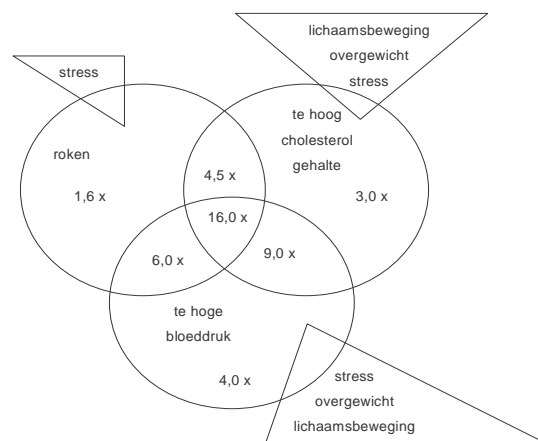 lichaamsbeweging
overgewicht
stress
stress
te hoog
cholesterol
gehalte
roken
4,5 x
1,6 x
3,0 x
16,0 x
6,0 x
9,0 x
te hoge
bloeddruk
4,0 x
stress
overgewicht
lichaamsbeweging